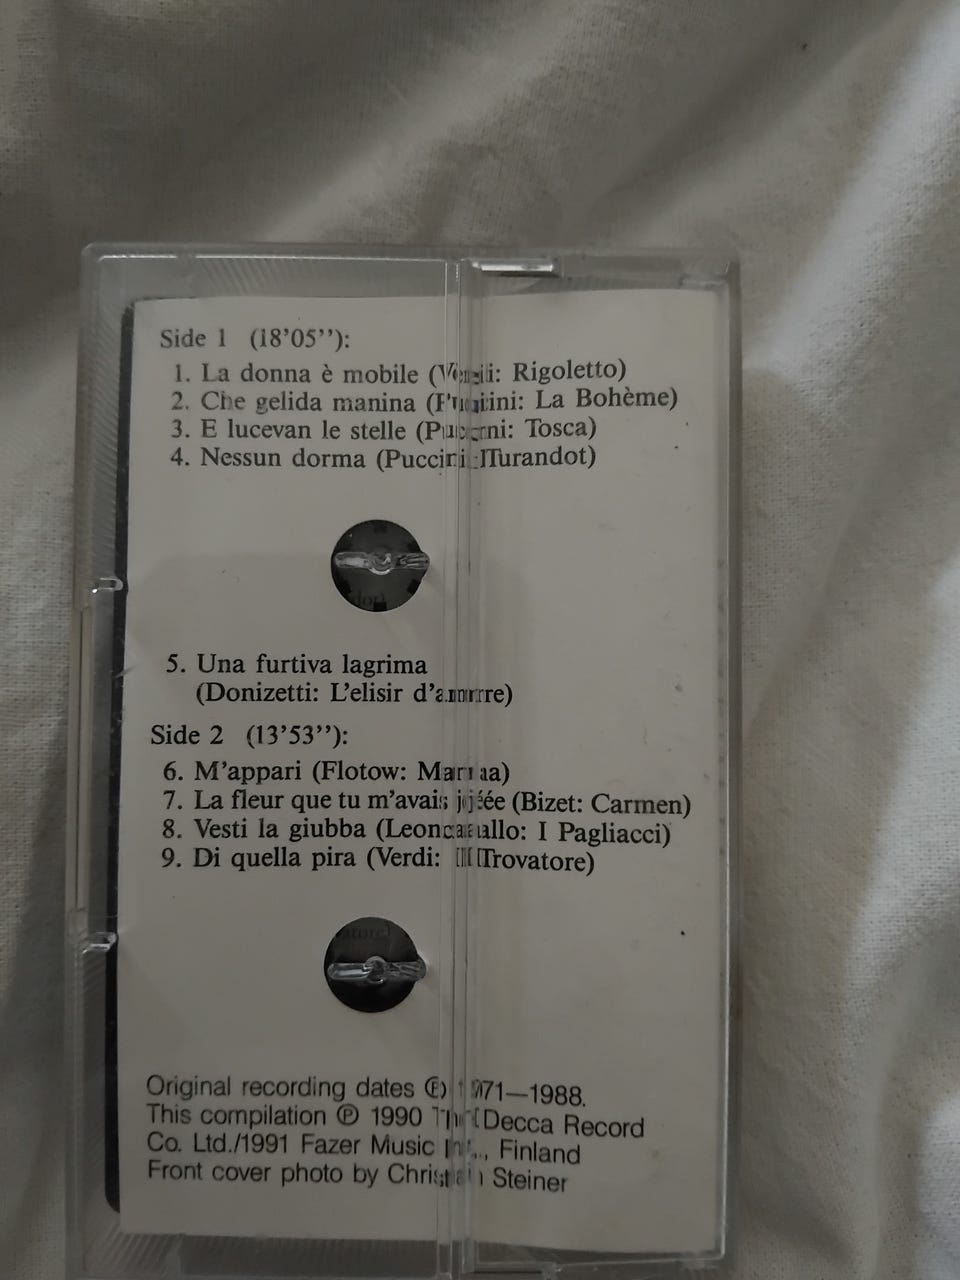 Side 1 (18'05''):
1. La donna è mobile (Verdi: Rigoletto)
2. Che gelida manina (Puccini: La Bohème)
3. E lucevan le stelle (Puccini: Tosca)
4. Nessun dorma (Puccini: Turandot)
5. Una furtiva lagrima
(Donizetti: L'elisir d'amore)
Side 2 (13'53''):
6. M'appari (Flotow: Martha)
7. La fleur que tu m'avais jetée (Bizet: Carmen)
8. Vesti la giubba (Leoncavallo: I Pagliacci)
9. Di quella pira (Verdi: Il Trovatore)
Original recording dates ℗ 1971—1988.
This compilation ℗ 1990 The Decca Record
Co. Ltd./1991 Fazer Music Inc., Finland
Front cover photo by Christian Steiner